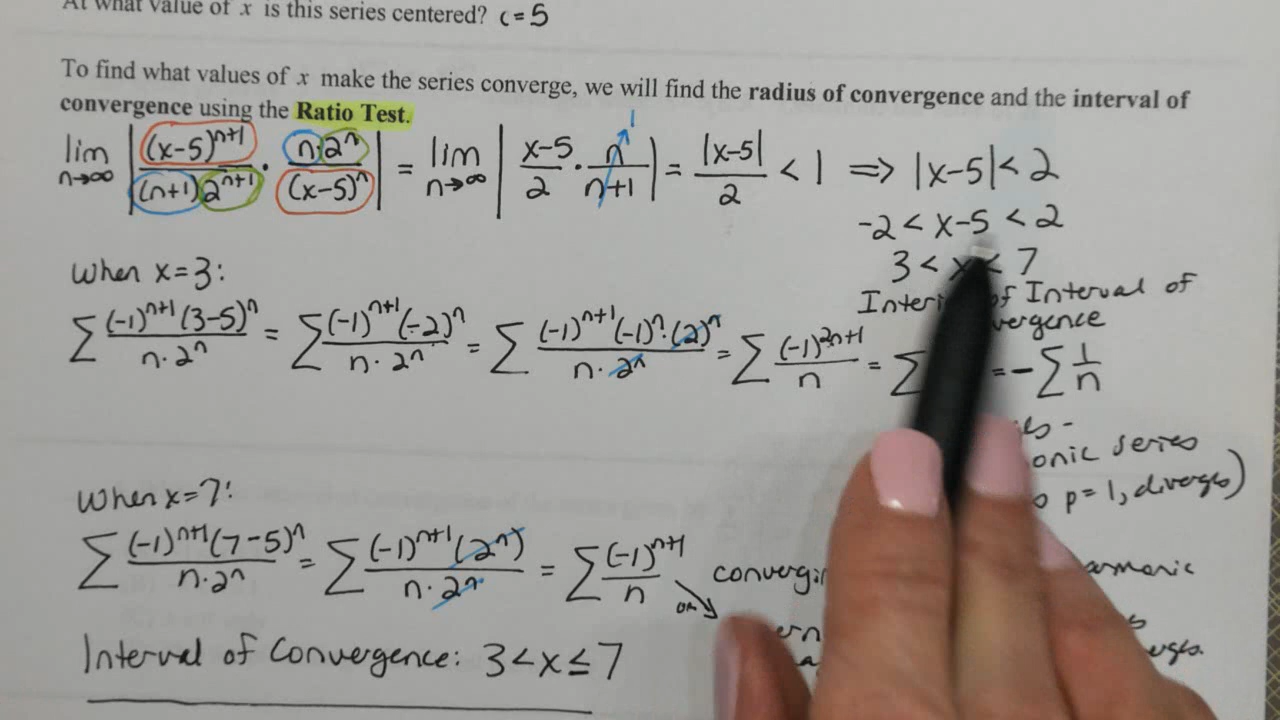 At what value of x is this series centered? c = 5
To find what values of x make the series converge, we will find the radius of convergence and the interval of
convergence using the Ratio Test.
lim n→∞ | (x-5)^{n+1} / (n+1) 2^{n+1} · n·2^n / (x-5)^n | = lim n→∞ | x-5 / 2 · n / n+1 | = |x-5| / 2 < 1 ⇒ |x-5| < 2
1
-2 < x-5 < 2
3 < x < 7
When x=3:
of Interval of
∑ (-1)^{n+1} (3-5)^n / n·2^n = ∑ (-1)^{n+1} (-2)^n / n·2^n = ∑ (-1)^{n+1} (-1)^n · (2)^n / n·2^n = ∑ (-1)^{2n+1} / n = ∑ = -∑ 1/n
series
p=1, diverges)
When x=7:
∑ (-1)^{n+1} (7-5)^n / n·2^n = ∑ (-1)^{n+1} (2^n) / n·2^n = ∑ (-1)^{n+1} / n
or
Interval of Convergence: 3 < x ≤ 7